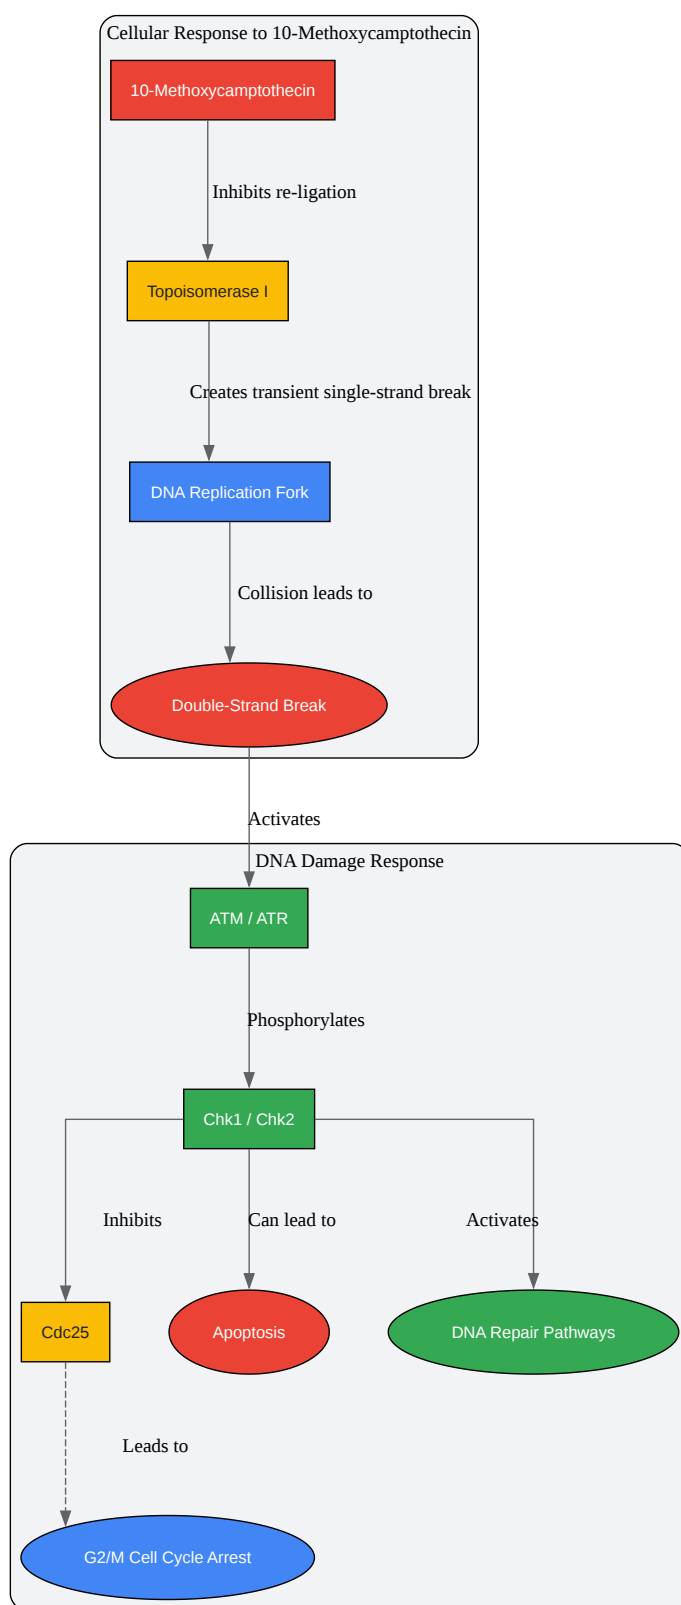 Cellular Response to 10-Methoxycamptothecin
10-Methoxycamptothecin
Inhibits re-ligation
Topoisomerase I
Creates transient single-strand break
DNA Replication Fork
Collision leads to
Double-Strand Break
Activates
DNA Damage Response
ATM / ATR
Phosphorylates
Chk1 / Chk2
Inhibits
Can lead to
Activates
Cdc25
Apoptosis
DNA Repair Pathways
Leads to
G2/M Cell Cycle Arrest